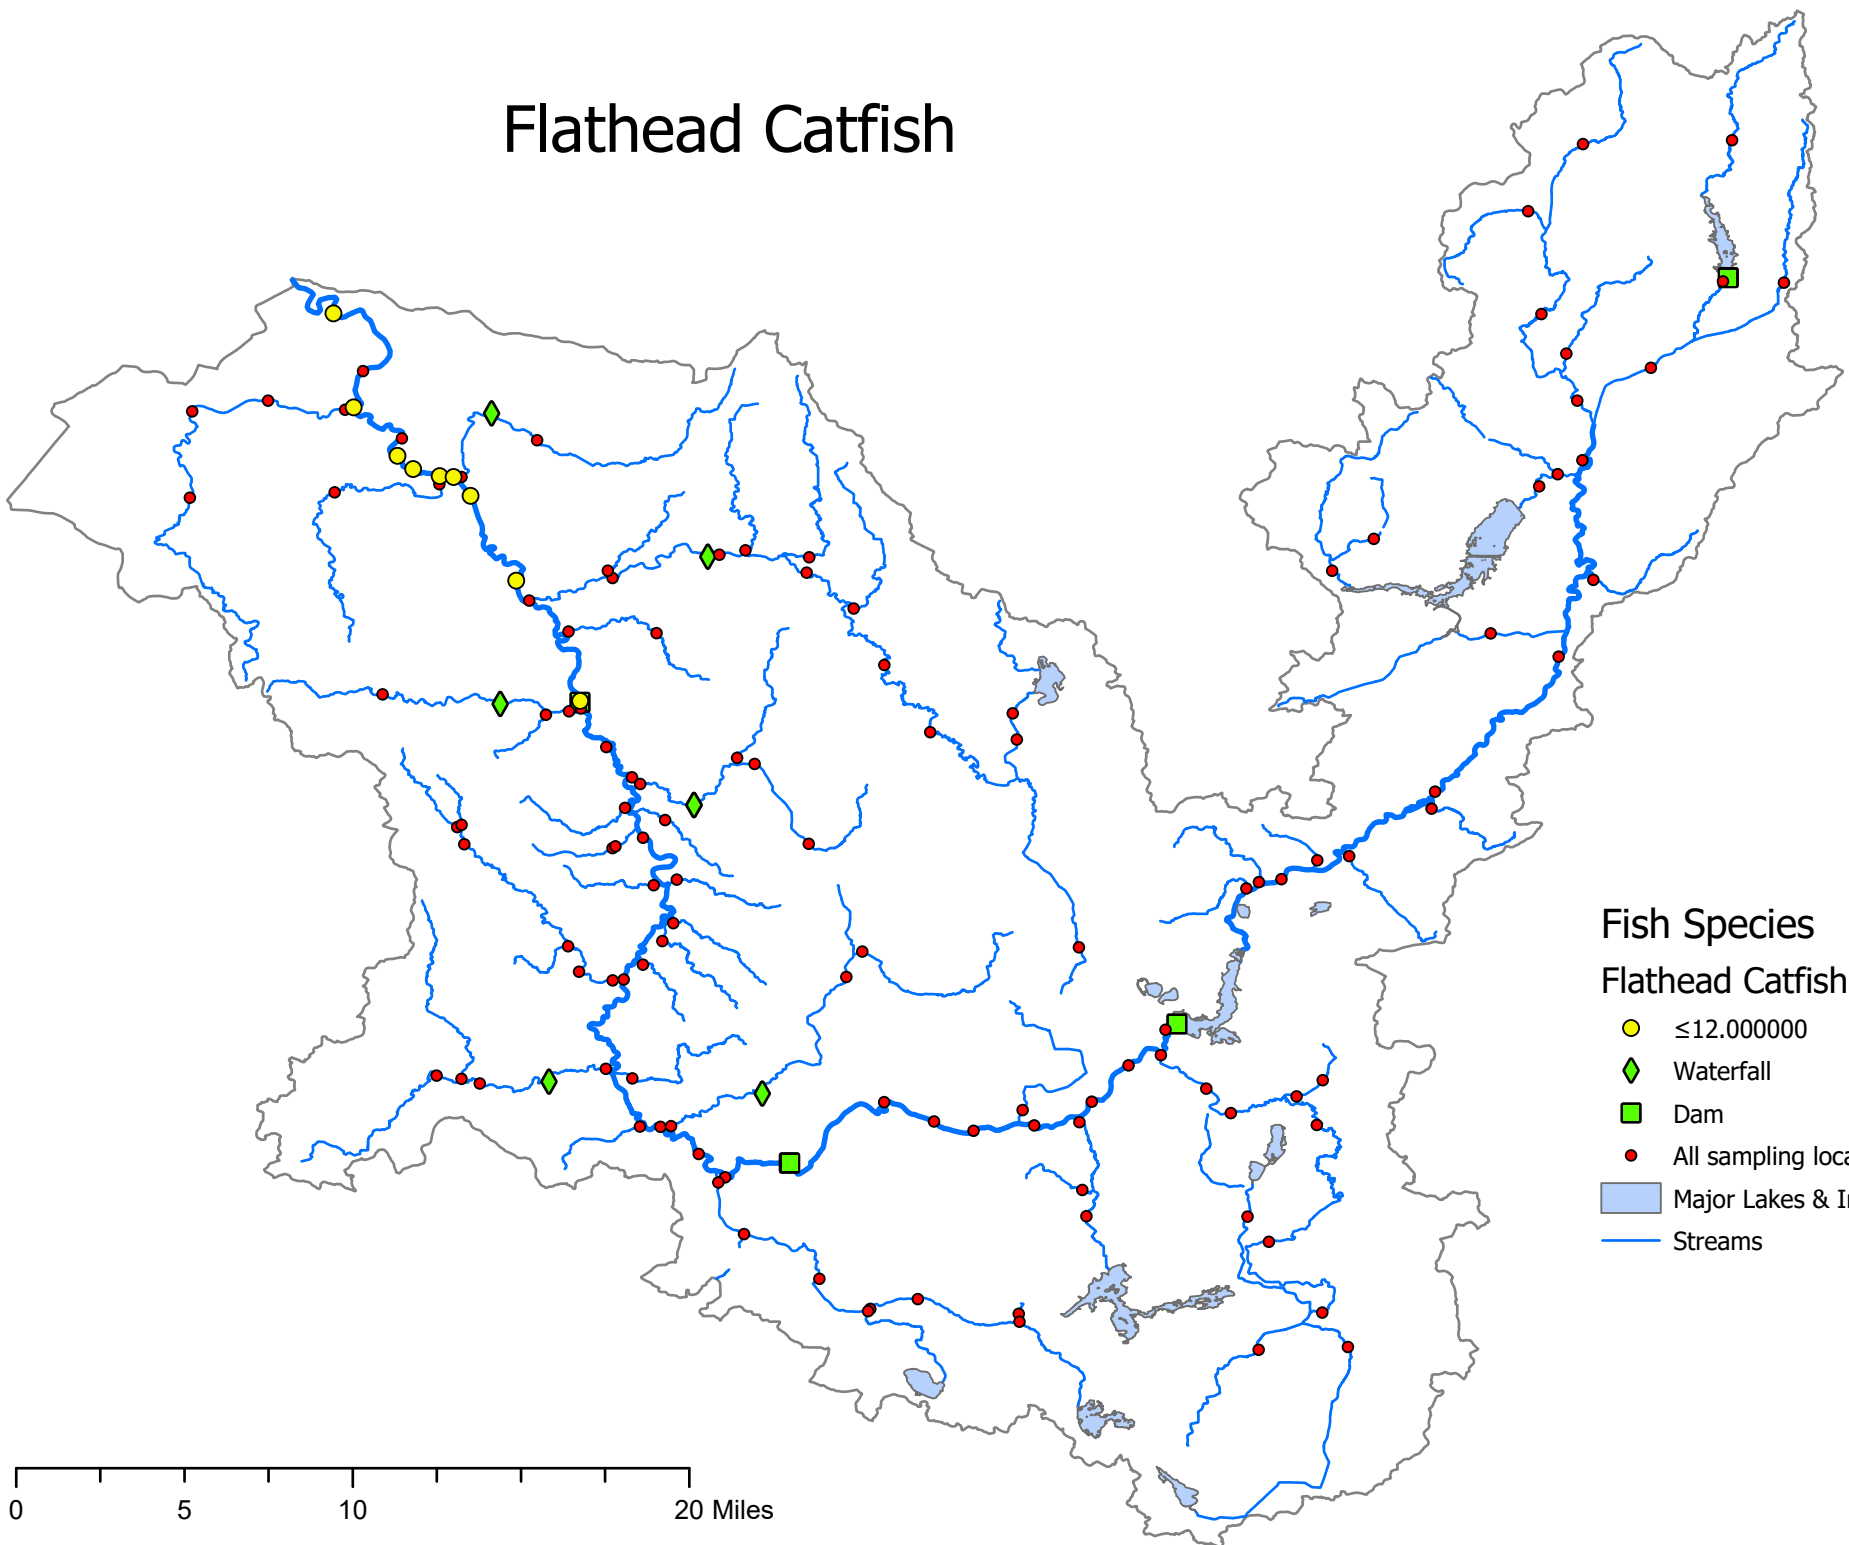 Flathead Catfish
Fish Species
Flathead Catfish
≤12.000000
Waterfall
Dam
All sampling loca
Major Lakes & I
Streams
0 5 10 20 Miles